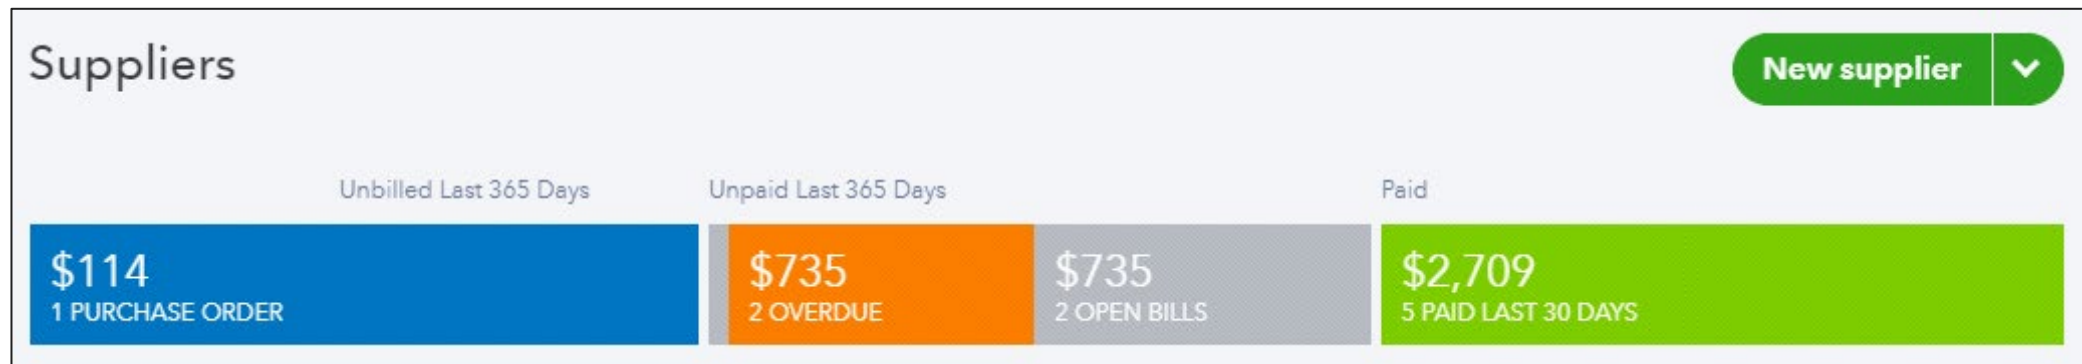 Suppliers
New supplier
Unbilled Last 365 Days
Unpaid Last 365 Days
Paid
$114
1 PURCHASE ORDER
$735
2 OVERDUE
$735
2 OPEN BILLS
$2,709
5 PAID LAST 30 DAYS